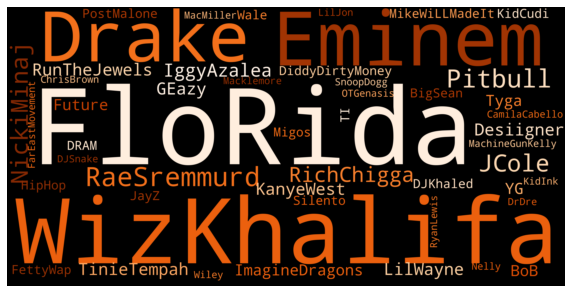 PostMalone
MacMiller
Wale
LilJon
MikeWiLLMadeIt
KidCudi
Drake
Eminem
RunTheJewels
IggyAzalea
DiddyDirtyMoney
Pitbull
ChrisBrown
Macklemore
SnoopDogg
GEazy
OTGenasis
BigSean
Tyga
NickiMinaj
FarEastMovement
Future
FloRida
TI
CamilaCabello
Migos
Desiigner
DRAM
MachineGunKelly
DJSnake
JCole
RaeSremmurd
RichChigga
HipHop
KanyeWest
DJKhaled
YG
KidInk
JayZ
Silento
DrDre
WizKhalifa
RyanLewis
FettyWap
TinieTempah
Wiley
ImagineDragons
LilWayne
Nelly
BoB